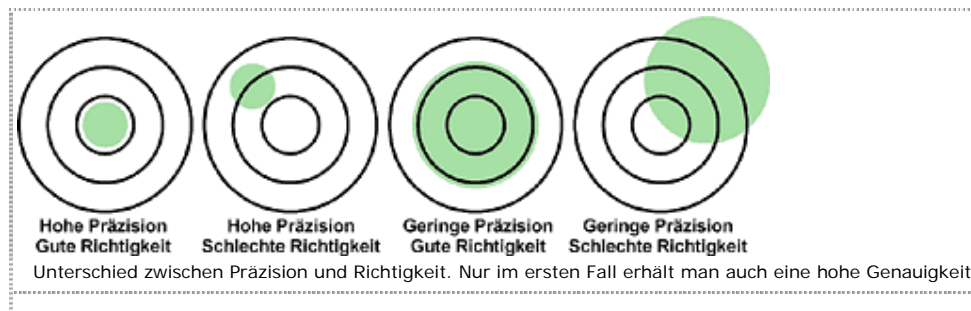 Hohe Präzision
Gute Richtigkeit
Hohe Präzision
Schlechte Richtigkeit
Geringe Präzision
Gute Richtigkeit
Geringe Präzision
Schlechte Richtigkeit
Unterschied zwischen Präzision und Richtigkeit. Nur im ersten Fall erhält man auch eine hohe Genauigkeit